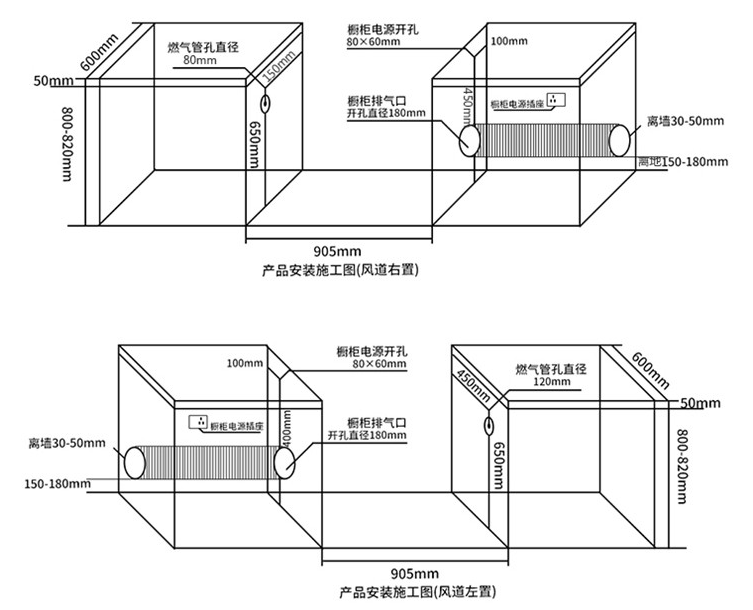 600mm
50mm
800-820mm
燃气管孔直径
80mm
150mm
650mm
橱柜电源开孔
80×60mm
100mm
450mm
橱柜排气口
开孔直径180mm
橱柜电源插座
离墙30-50mm
离地150-180mm
905mm
产品安装施工图(风道右置)
100mm
橱柜电源开孔
80×60mm
橱柜电源插座
400mm
橱柜排气口
开孔直径180mm
离墙30-50mm
150-180mm
450mm
燃气管孔直径
120mm
650mm
600mm
50mm
800-820mm
905mm
产品安装施工图(风道左置)